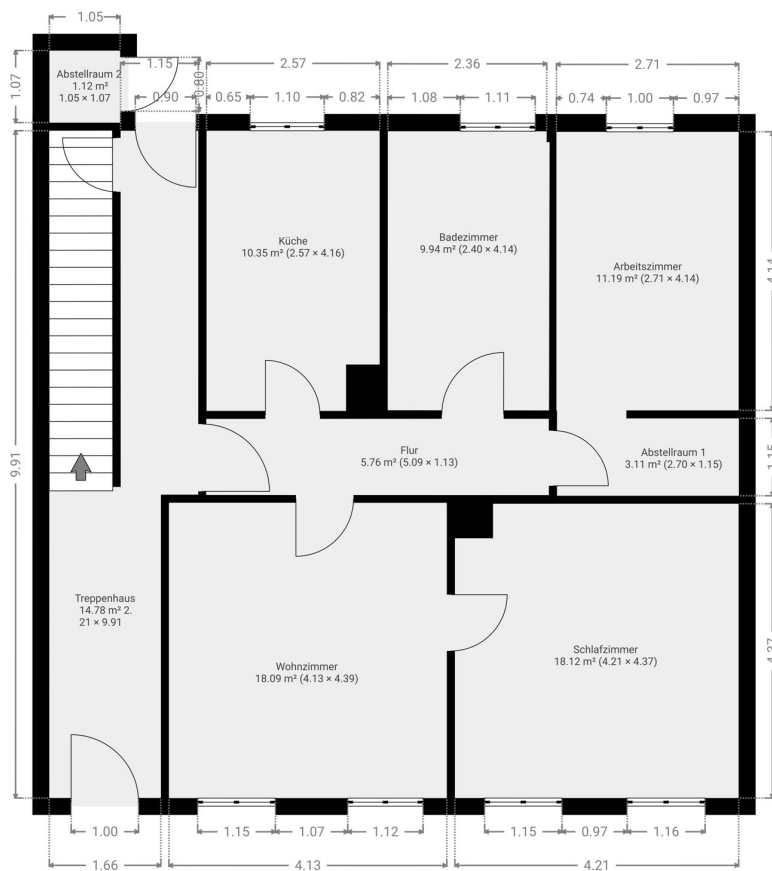 1.05
1.15
2.57
2.36
2.71
Abstellraum 2
1.12 m²
1.05 × 1.07
1.07
0.80
0.90
0.65
1.10
0.82
1.08
1.11
0.74
1.00
0.97
Küche
10.35 m² (2.57 × 4.16)
Badezimmer
9.94 m² (2.40 × 4.14)
Arbeitszimmer
11.19 m² (2.71 × 4.14)
4.14
9.91
Flur
5.76 m² (5.09 × 1.13)
Abstellraum 1
3.11 m² (2.70 × 1.15)
1.15
Treppenhaus
14.78 m² 2.
21 × 9.91
Wohnzimmer
18.09 m² (4.13 × 4.39)
Schlafzimmer
18.12 m² (4.21 × 4.37)
4.37
1.00
1.15
1.07
1.12
1.15
0.97
1.16
1.66
4.13
4.21